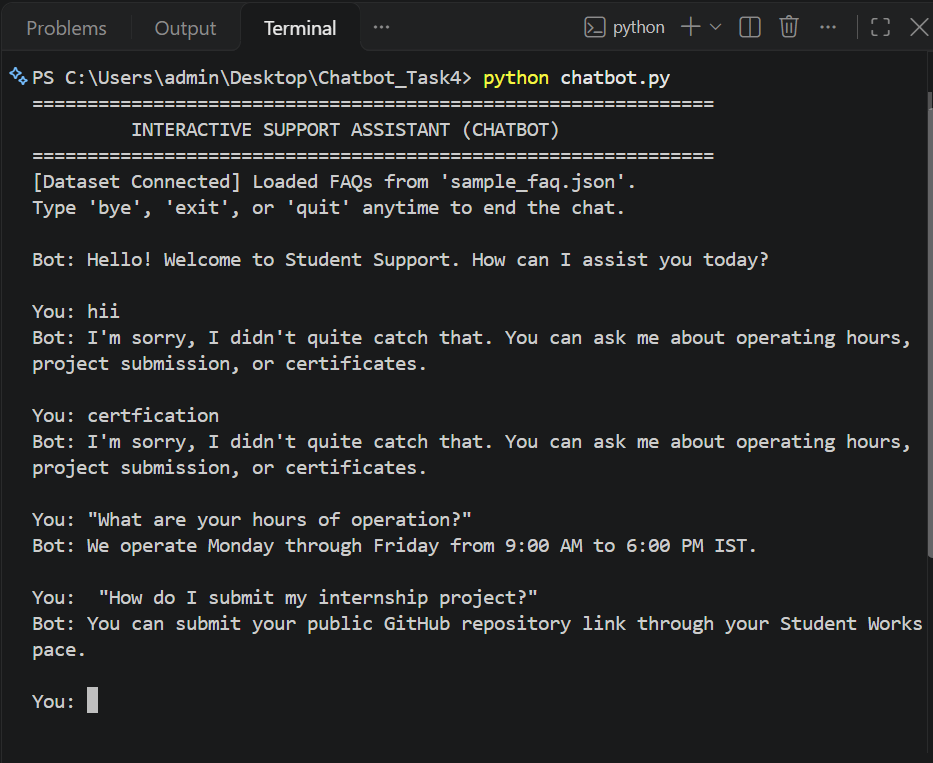 Problems Output Terminal ··· python
PS C:\Users\admin\Desktop\Chatbot_Task4> python chatbot.py
==============================================================
INTERACTIVE SUPPORT ASSISTANT (CHATBOT)
==============================================================
[Dataset Connected] Loaded FAQs from 'sample_faq.json'.
Type 'bye', 'exit', or 'quit' anytime to end the chat.
Bot: Hello! Welcome to Student Support. How can I assist you today?
You: hii
Bot: I'm sorry, I didn't quite catch that. You can ask me about operating hours,
project submission, or certificates.
You: certfication
Bot: I'm sorry, I didn't quite catch that. You can ask me about operating hours,
project submission, or certificates.
You: "What are your hours of operation?"
Bot: We operate Monday through Friday from 9:00 AM to 6:00 PM IST.
You:  "How do I submit my internship project?"
Bot: You can submit your public GitHub repository link through your Student Works
pace.
You: